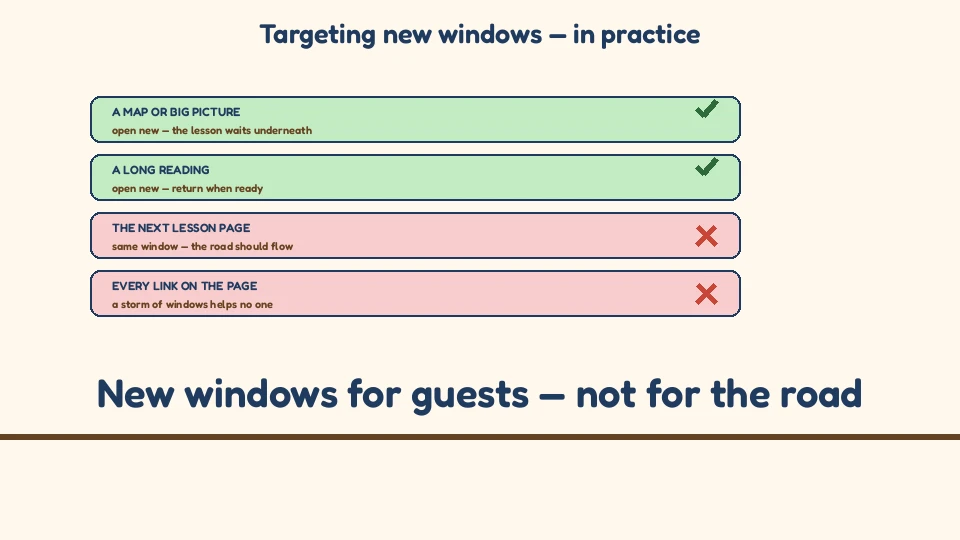 Targeting new windows — in practice
A MAP OR BIG PICTURE
open new — the lesson waits underneath
A LONG READING
open new — return when ready
THE NEXT LESSON PAGE
same window — the road should flow
EVERY LINK ON THE PAGE
a storm of windows helps no one
New windows for guests — not for the road